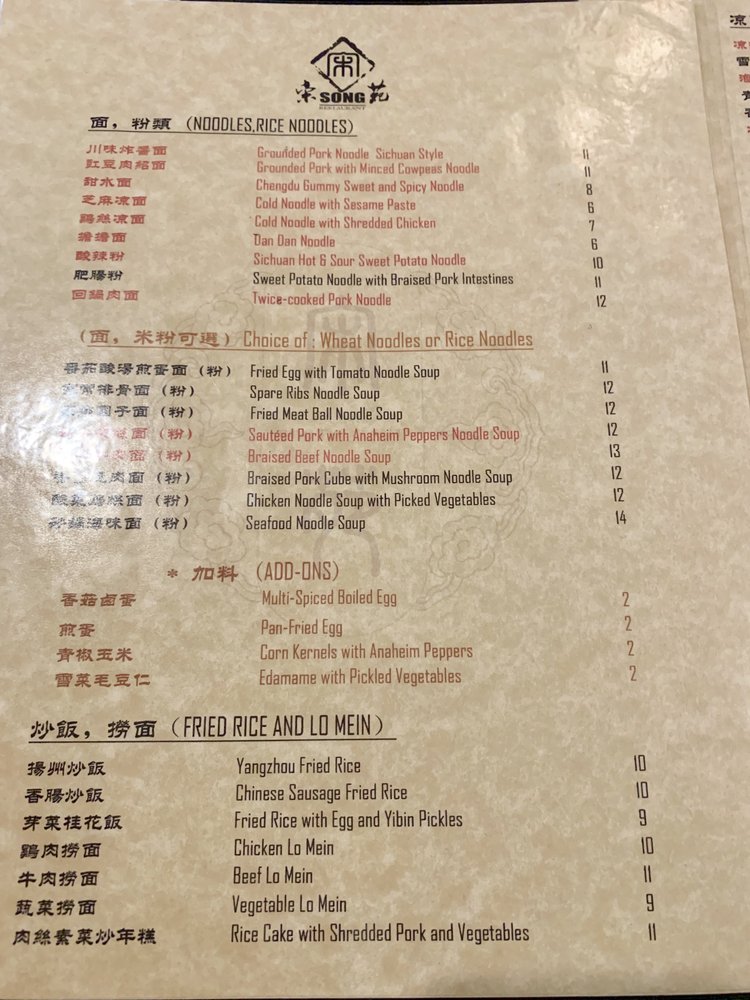 宋 SONG 苑
RESTAURANT
面，粉類 (NOODLES,RICE NOODLES)
川味炸醬面 Grounded Pork Noodle Sichuan Style 11
豇豆肉紹面 Grounded Pork with Minced Cowpeas Noodle 11
甜水面 Chengdu Gummy Sweet and Spicy Noodle 8
芝麻凉面 Cold Noodle with Sesame Paste 6
鷄絲凉面 Cold Noodle with Shredded Chicken 7
擔擔面 Dan Dan Noodle 6
酸辣粉 Sichuan Hot & Sour Sweet Potato Noodle 10
肥腸粉 Sweet Potato Noodle with Braised Pork Intestines 11
回鍋肉面 Twice-cooked Pork Noodle 12
(面，米粉可選) Choice of : Wheat Noodles or Rice Noodles
番茄酸湯煎蛋面 (粉) Fried Egg with Tomato Noodle Soup 11
排骨面 (粉) Spare Ribs Noodle Soup 12
子面 (粉) Fried Meat Ball Noodle Soup 12
面 (粉) Sautéed Pork with Anaheim Peppers Noodle Soup 12
面 (粉) Braised Beef Noodle Soup 13
肉面 (粉) Braised Pork Cube with Mushroom Noodle Soup 12
面 (粉) Chicken Noodle Soup with Picked Vegetables 12
海味面 (粉) Seafood Noodle Soup 14
* 加料 (ADD-ONS)
香菇卤蛋 Multi-Spiced Boiled Egg 2
煎蛋 Pan-Fried Egg 2
青椒玉米 Corn Kernels with Anaheim Peppers 2
雪菜毛豆仁 Edamame with Pickled Vegetables 2
炒飯，撈面 (FRIED RICE AND LO MEIN)
揚州炒飯 Yangzhou Fried Rice 10
香腸炒飯 Chinese Sausage Fried Rice 10
芽菜桂花飯 Fried Rice with Egg and Yibin Pickles 9
鷄肉撈面 Chicken Lo Mein 10
牛肉撈面 Beef Lo Mein 11
蔬菜撈面 Vegetable Lo Mein 9
肉絲素菜炒年糕 Rice Cake with Shredded Pork and Vegetables 11